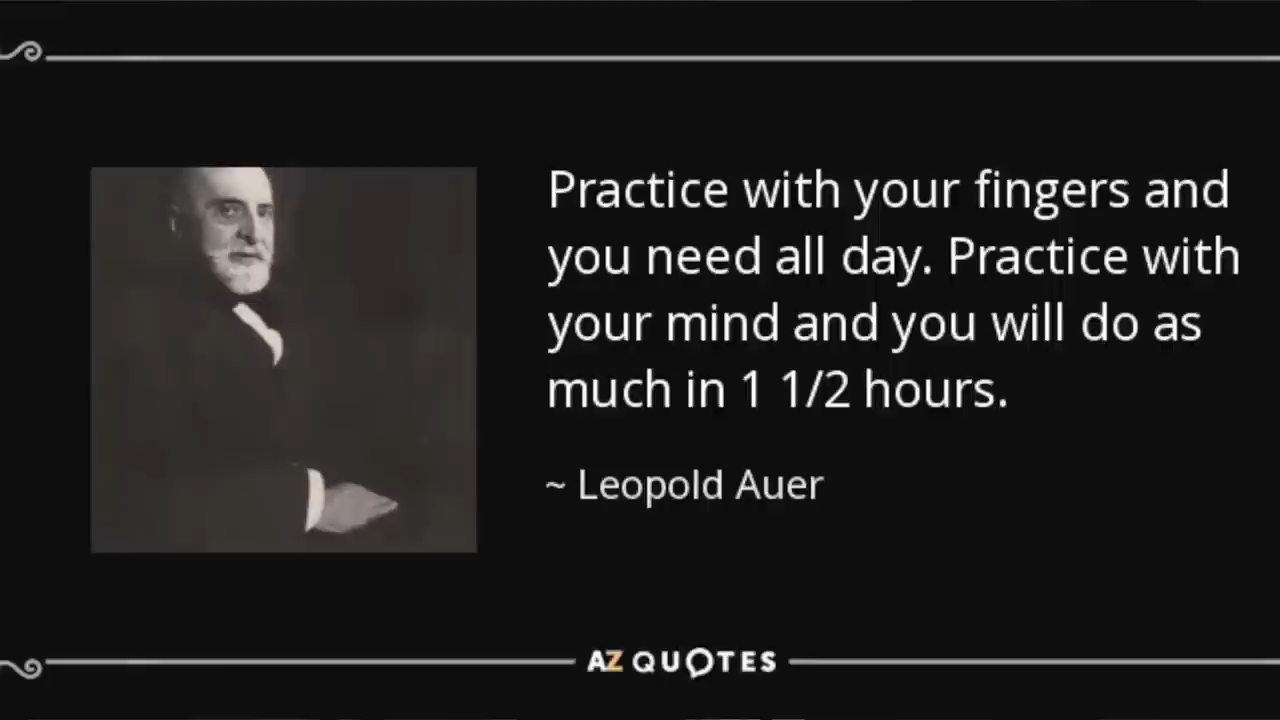 Practice with your fingers and
you need all day. Practice with
your mind and you will do as
much in 1 1/2 hours.
~ Leopold Auer
AZ QUOTES